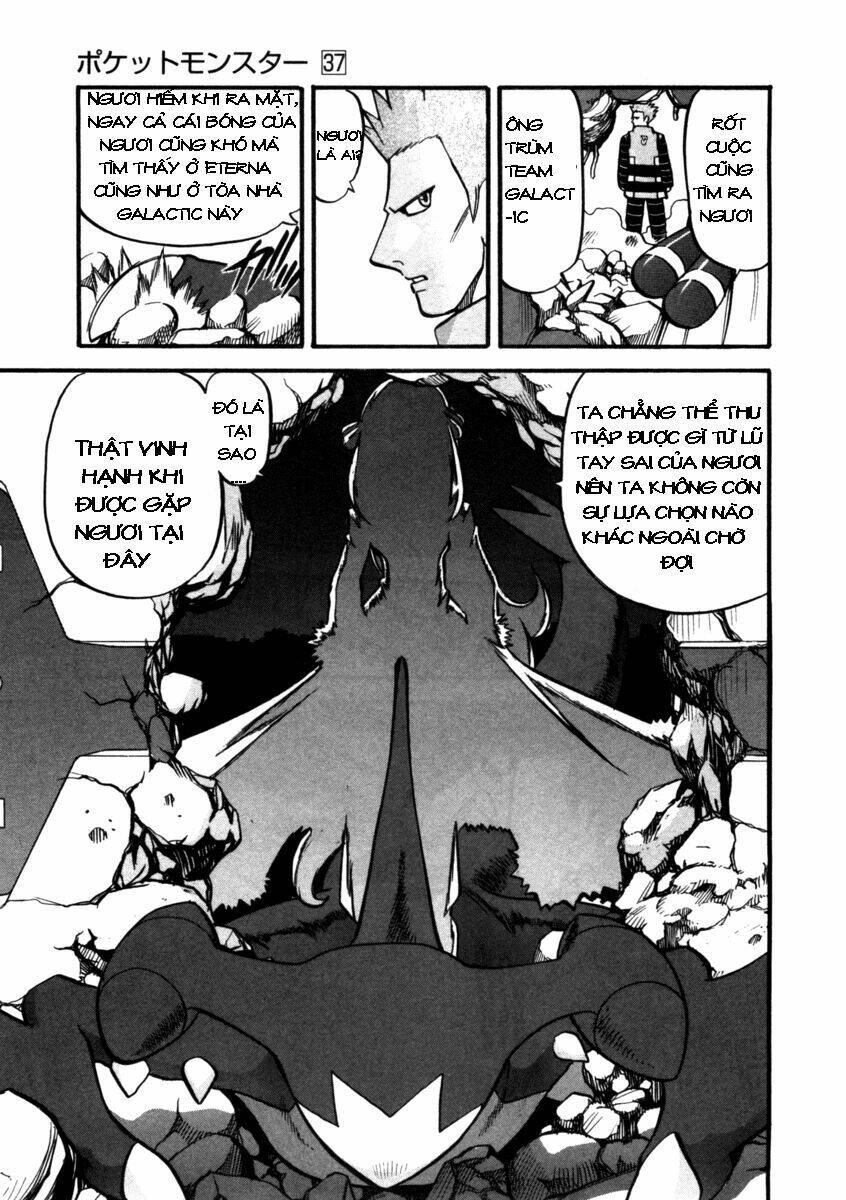 ポケットモンスター 37
RỐT
CUỘC
CŨNG
TÌM RA
NGƯƠI
ÔNG
TRÙM
TEAM
GALACT
-IC
NGƯƠI
LÀ AI?
NGƯƠI HIẾM KHI RA MẶT,
NGAY CẢ CÁI BÓNG CỦA
NGƯƠI CŨNG KHÓ MÀ
TÌM THẤY Ở ETERNA
CŨNG NHƯ Ở TÒA NHÀ
GALACTIC NÀY
TA CHẲNG THỂ THU
THẬP ĐƯỢC GÌ TỪ LŨ
TAY SAI CỦA NGƯƠI
NÊN TA KHÔNG CÒN
SỰ LỰA CHỌN NÀO
KHÁC NGOÀI CHỜ
ĐỢI
ĐÓ LÀ
TẠI
SAO
.....
THẬT VINH
HẠNH KHI
ĐƯỢC GẶP
NGƯƠI TẠI
ĐÂY